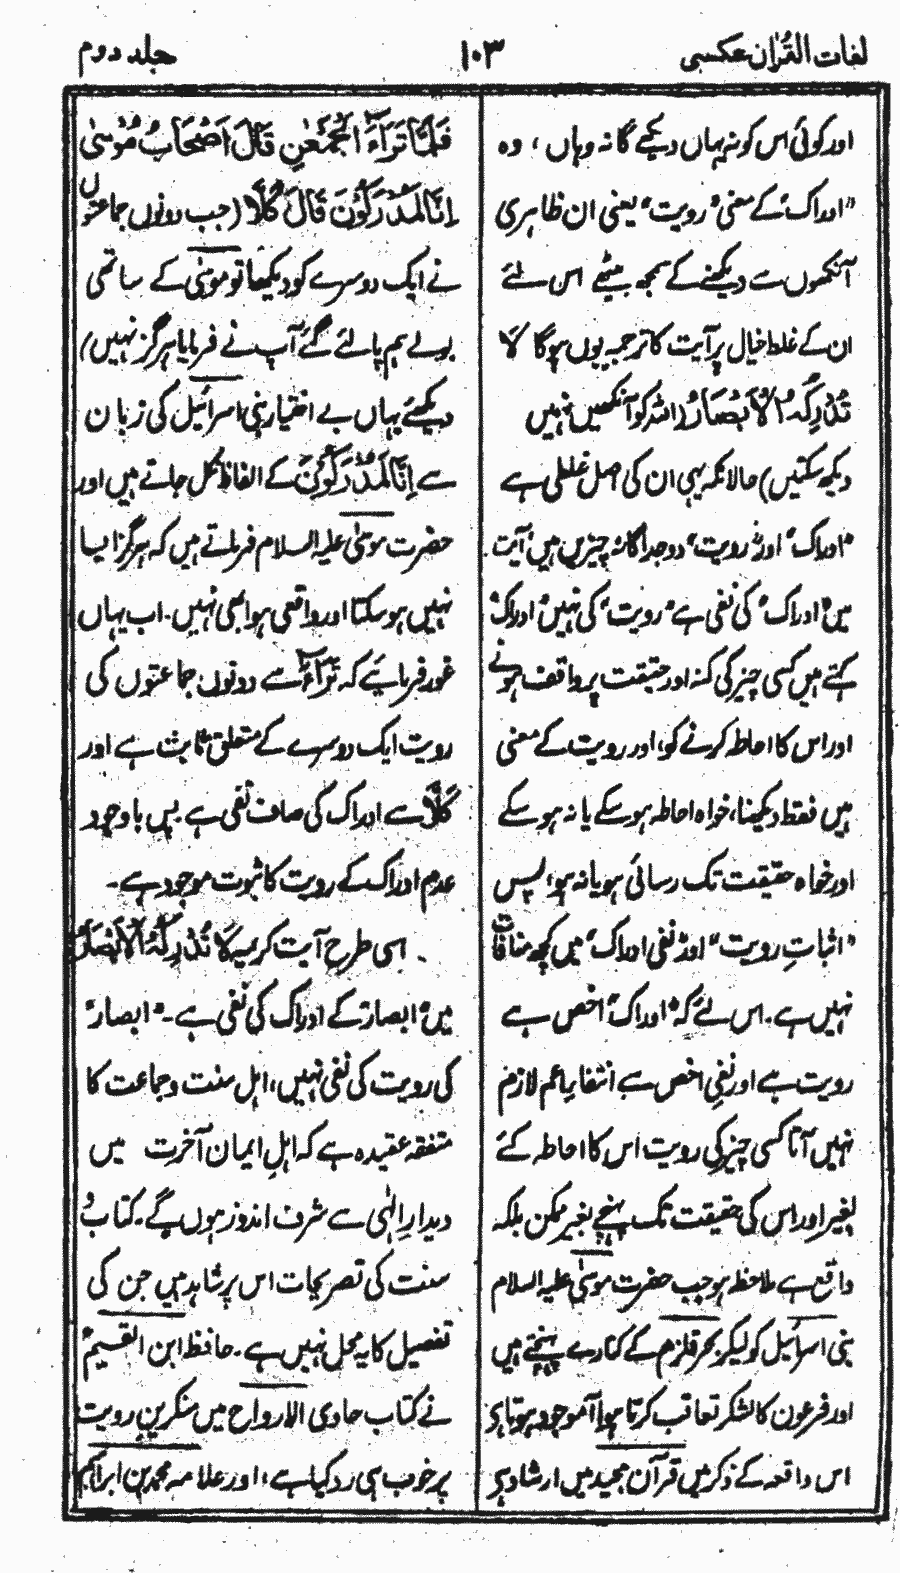 لغات القرآن عکسی ۱۰۳ جلد دوم
اور کوئی اس کو نہ یہاں دیکھے گا نہ وہاں ، وہ
"ادراک" کے معنی "رویت" یعنی ان ظاہری
آنکھوں سے دیکھنے کے سمجھ بیٹھے اس لئے
ان کے غلط خیال پر آیت کا ترجمہ یوں ہوگا لَا
تُدْرِكُهُ الْاَبْصَارُ (اللہ کو آنکھیں نہیں
دیکھ سکتیں) حالانکہ یہی ان کی اصل غلطی ہے
"ادراک" اور "رویت" دو جداگانہ چیزیں ہیں آیت
میں "ادراک" کی نفی ہے "رویت" کی نہیں "ادراک"
کہتے ہیں کسی چیز کی کنہ اور حقیقت پر واقف ہونے
اور اس کا احاطہ کرنے کو، اور رویت کے معنی
ہیں فقط دیکھنا، خواہ احاطہ ہو سکے یا نہ ہو سکے
اور خواہ حقیقت تک رسائی ہو یا نہ ہو، پس
"اثباتِ رویت" اور "نفی ادراک" میں کچھ منافات
نہیں ہے۔ اس لئے کہ "ادراک" اخص ہے
رویت سے اور نفیِ اخص سے انتفاءِ اعم لازم
نہیں آتا کسی چیز کی رویت اس کا احاطہ کئے
بغیر اور اس کی حقیقت تک پہنچے بغیر ممکن بلکہ
واقع ہے ملاحظہ ہو جب حضرت موسیٰ علیہ السلام
بنی اسرائیل کو لیکر بحر قلزم کے کنارے پہنچتے ہیں
اور فرعون کا لشکر تعاقب کرتا ہوا آموجود ہوتا ہے
اس واقعہ کے ذکر میں قرآن مجید میں ارشاد ہے
فَلَمَّا تَرَآءَ الْجَمْعٰنِ قَالَ اَصْحَابُ مُوْسٰى
اِنَّا لَمُدْرَكُوْنَ قَالَ كَلَّا (جب دونوں جماعتوں
نے ایک دوسرے کو دیکھا تو موسیٰ کے ساتھی
بولے ہم پالئے گئے آپ نے فرمایا ہرگز نہیں)
دیکھئے یہاں بے اختیار بنی اسرائیل کی زبان
سے اِنَّا لَمُدْرَكُوْنَ کے الفاظ نکل جاتے ہیں اور
حضرت موسیٰ علیہ السلام فرماتے ہیں کہ ہرگز ایسا
نہیں ہو سکتا اور واقعی ہوا بھی نہیں۔ اب یہاں
غور فرمائیے کہ تَرَآءَ سے دونوں جماعتوں کی
رویت ایک دوسرے کے متعلق ثابت ہے اور
كَلَّا سے ادراک کی صاف نفی ہے۔ پس باوجود
عدم ادراک کے رویت کا ثبوت موجود ہے۔
اسی طرح آیت کریمہ لَا تُدْرِكُهُ الْاَبْصَارُ
میں "ابصار" کے ادراک کی نفی ہے۔ "ابصار"
کی رویت کی نفی نہیں، اہل سنت وجماعت کا
متفقہ عقیدہ ہے کہ اہلِ ایمان آخرت میں
دیدارِ الٰہی سے شرف اندوز ہوں گے۔ کتاب و
سنت کی تصریحات اس پر شاہد ہیں جن کی
تفصیل کا یہ محل نہیں ہے۔ حافظ ابن القسیمؒ
نے کتاب حادی الارواح میں منکرینِ رویت
پر خوب ہی رد کیا ہے، اور علامہ محمد بن ابراہیم